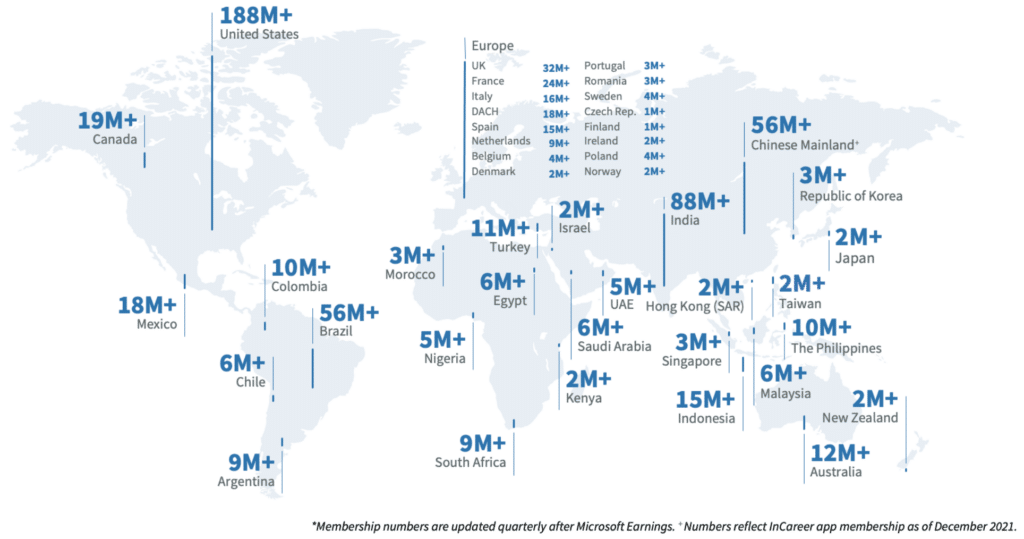 188M+
United States
19M+
Canada
Europe
UK 32M+ Portugal 3M+
France 24M+ Romania 3M+
Italy 16M+ Sweden 4M+
DACH 18M+ Czech Rep. 1M+
Spain 15M+ Finland 1M+
Netherlands 9M+ Ireland 2M+
Belgium 4M+ Poland 4M+
Denmark 2M+ Norway 2M+
56M+
Chinese Mainland+
3M+
Republic of Korea
88M+
India
2M+
Israel
11M+
Turkey
2M+
Japan
3M+
Morocco
10M+
Colombia
6M+
Egypt
5M+
UAE
2M+
Hong Kong (SAR)
2M+
Taiwan
18M+
Mexico
56M+
Brazil
5M+
Nigeria
6M+
Saudi Arabia
3M+
Singapore
10M+
The Philippines
6M+
Chile
2M+
Kenya
15M+
Indonesia
6M+
Malaysia
2M+
New Zealand
9M+
Argentina
9M+
South Africa
12M+
Australia
*Membership numbers are updated quarterly after Microsoft Earnings. +Numbers reflect InCareer app membership as of December 2021.